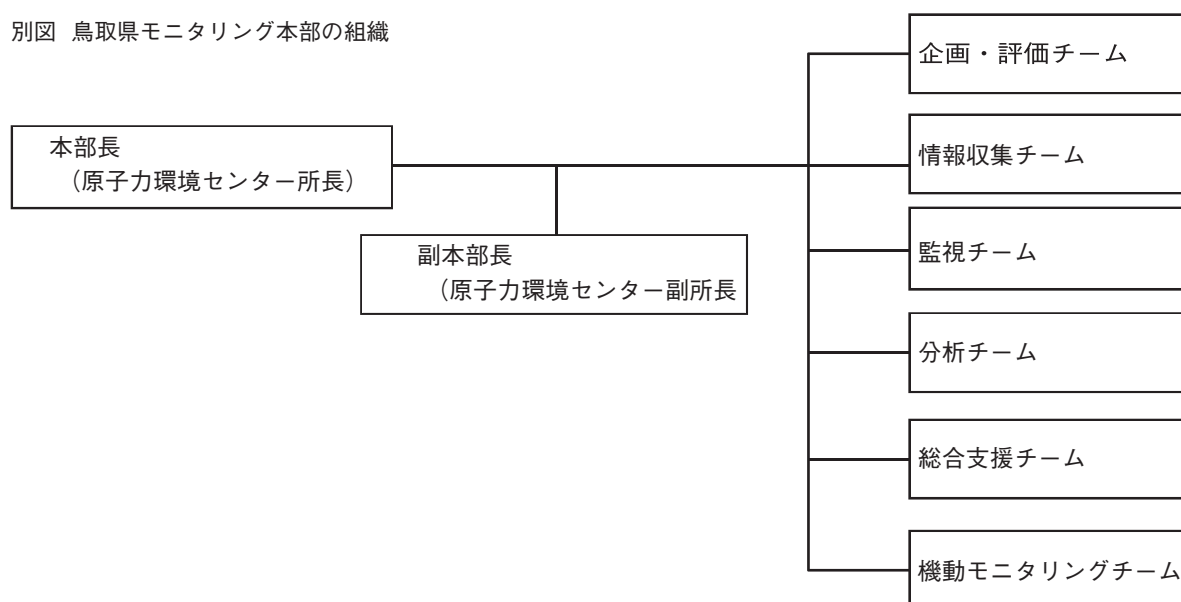 別図 鳥取県モニタリング本部の組織
本部長
（原子力環境センター所長）
副本部長
（原子力環境センター副所長
企画・評価チーム
情報収集チーム
監視チーム
分析チーム
総合支援チーム
機動モニタリングチーム